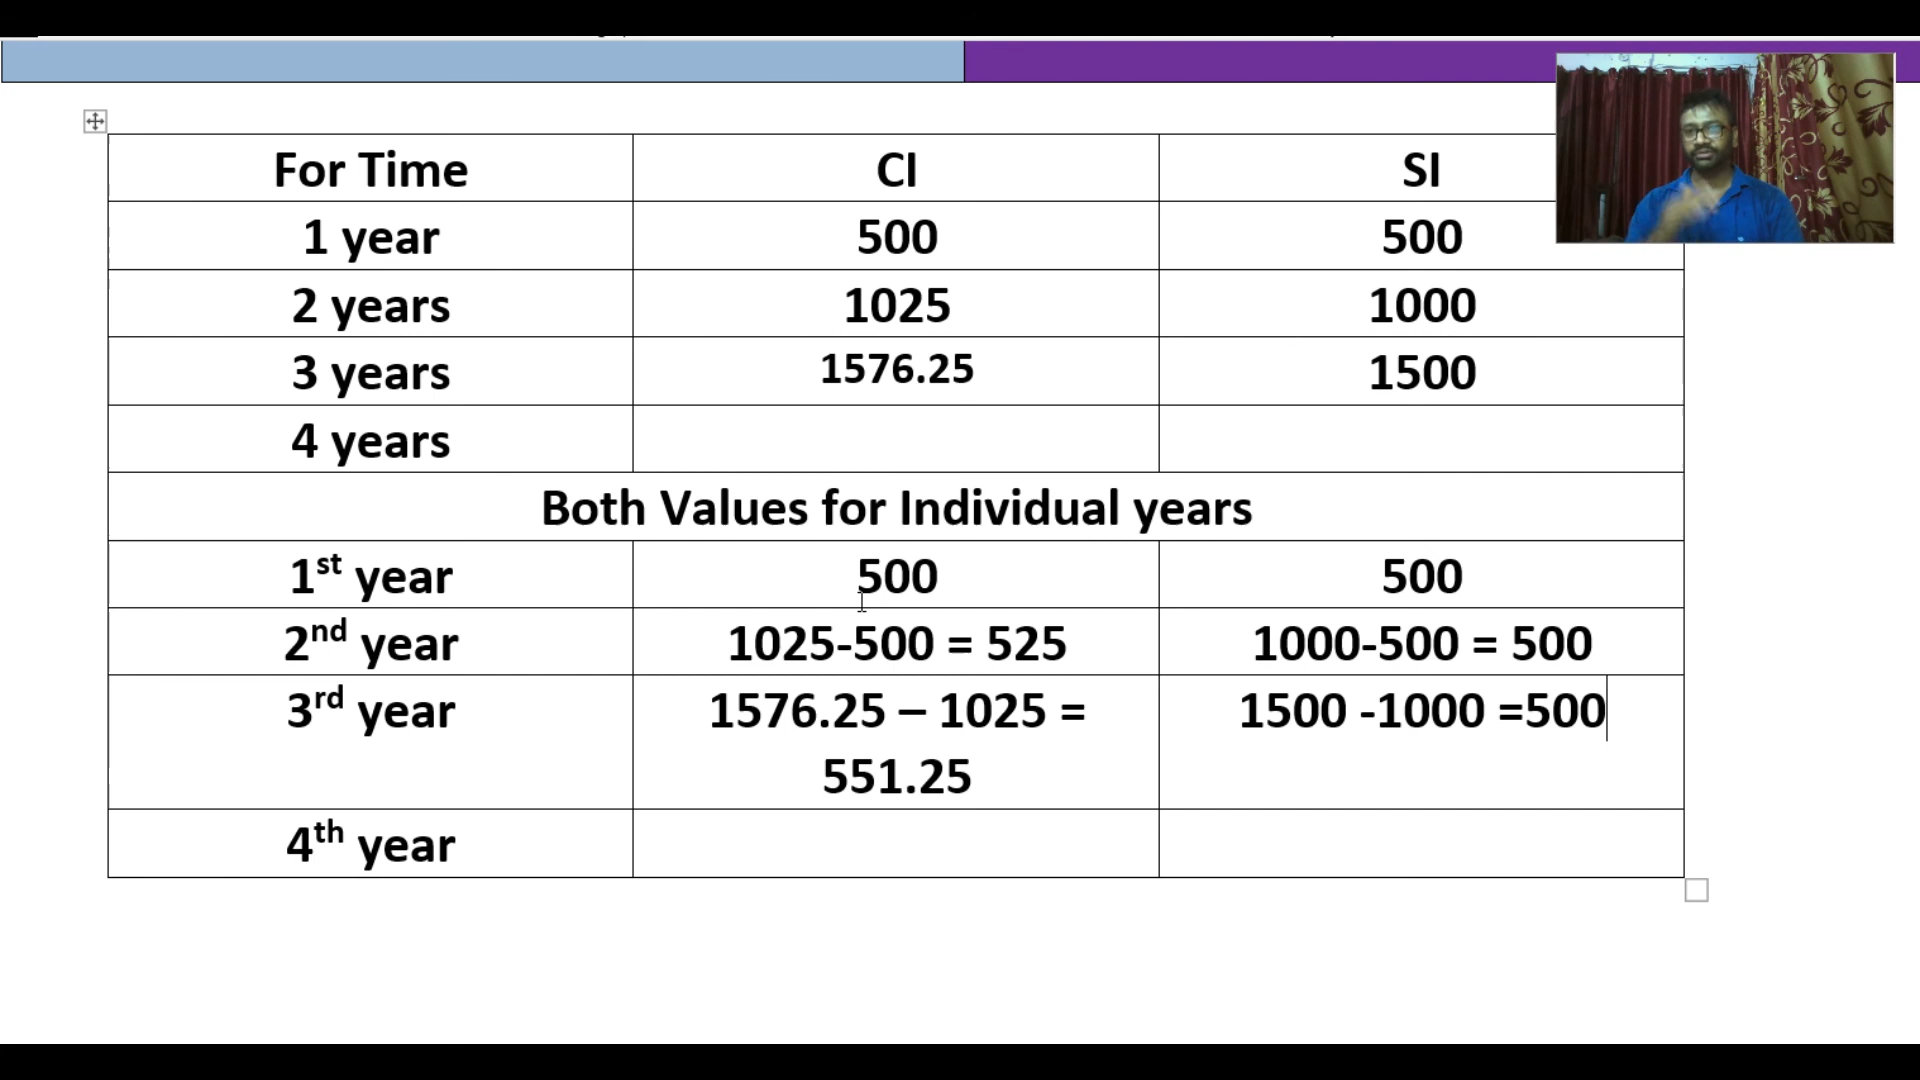 For Time CI SI
1 year 500 500
2 years 1025 1000
3 years 1576.25 1500
4 years
Both Values for Individual years
1st year 500 500
2nd year 1025-500 = 525 1000-500 = 500
3rd year 1576.25 – 1025 = 1500 -1000 =500
551.25
4th year